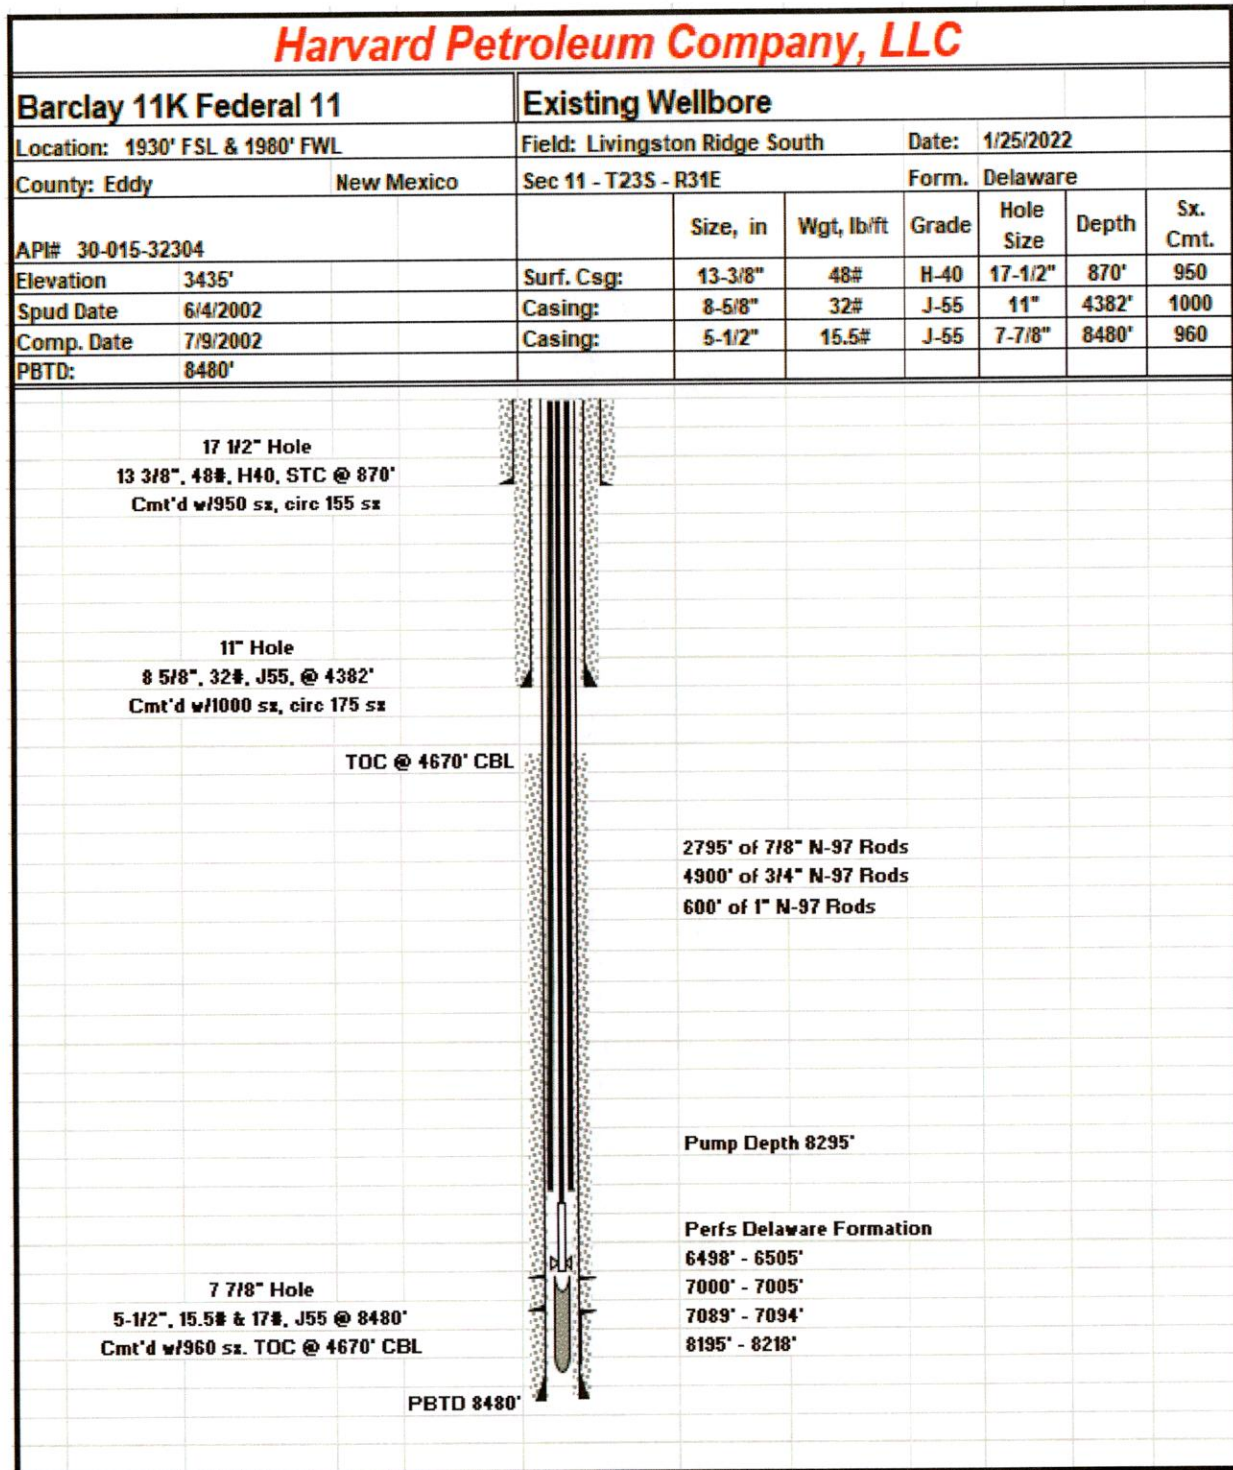 Harvard Petroleum Company, LLC
Barclay 11K Federal 11 Existing Wellbore
Location: 1930' FSL & 1980' FWL Field: Livingston Ridge South Date: 1/25/2022
County: Eddy New Mexico Sec 11 - T23S - R31E Form. Delaware
API# 30-015-32304 Size, in Wgt, lb/ft Grade Hole Size Depth Sx. Cmt.
Elevation 3435' Surf. Csg: 13-3/8" 48# H-40 17-1/2" 870' 950
Spud Date 6/4/2002 Casing: 8-5/8" 32# J-55 11" 4382' 1000
Comp. Date 7/9/2002 Casing: 5-1/2" 15.5# J-55 7-7/8" 8480' 960
PBTD: 8480'
17 1/2" Hole
13 3/8", 48#, H40, STC @ 870'
Cmt'd w/950 sx, circ 155 sx
11" Hole
8 5/8", 32#, J55, @ 4382'
Cmt'd w/1000 sx, circ 175 sx
TOC @ 4670' CBL
2795' of 7/8" N-97 Rods
4900' of 3/4" N-97 Rods
600' of 1" N-97 Rods
Pump Depth 8295'
Perfs Delaware Formation
6498' - 6505'
7000' - 7005'
7089' - 7094'
8195' - 8218'
7 7/8" Hole
5-1/2", 15.5# & 17#, J55 @ 8480'
Cmt'd w/960 sx. TOC @ 4670' CBL
PBTD 8480'